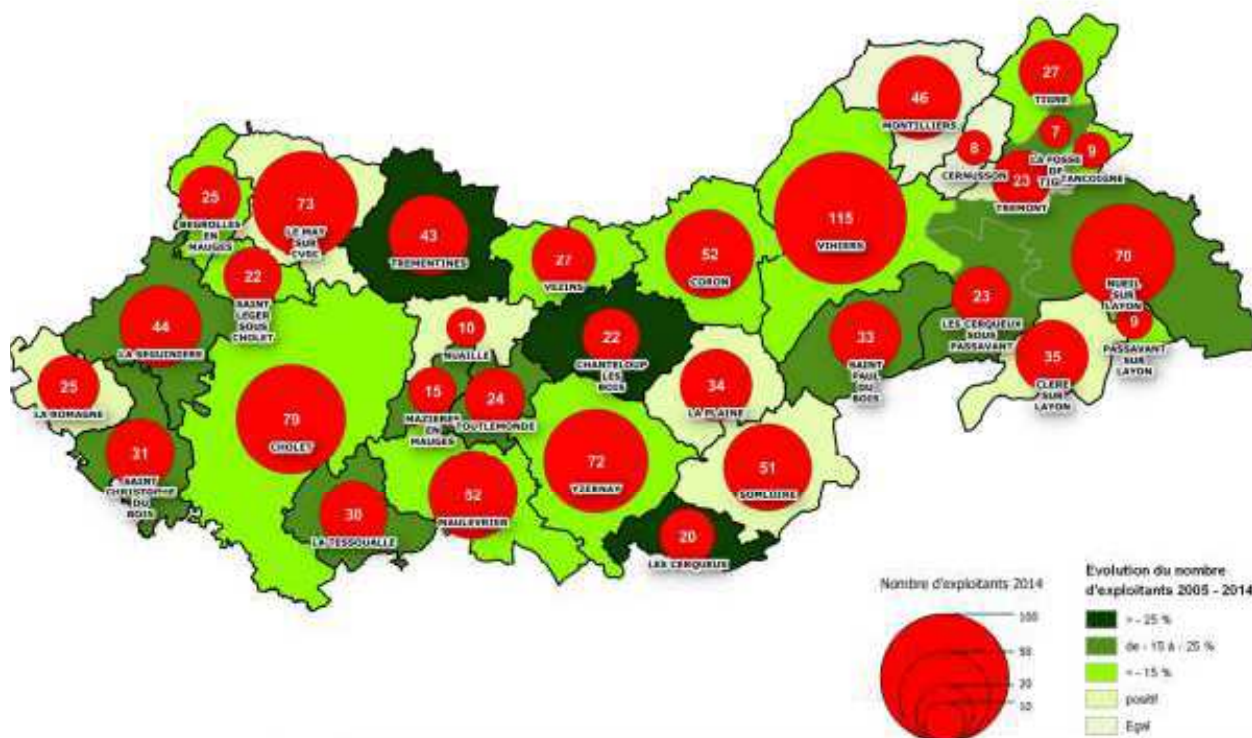 27
TIGNE
46
MONTILLIERS
7
LA FOSSE
DE
TIGNE
9
TANCOIGNE
8
CERNUSSON
23
TREMONT
25
BEGROLLES
EN
MAUGES
73
LE MAY
SUR
EVRE
43
TREMENTINES
27
VEZINS
52
CORON
115
VIHIERS
70
NUEIL
SUR
LAYON
22
SAINT
LEGER
SOUS
CHOLET
44
LA SEGUINIERE
10
NUAILLE
22
CHANTELOUP
LES
BOIS
33
SAINT
PAUL
DU
BOIS
23
LES CERQUEUX
SOUS
PASSAVANT
9
PASSAVANT
SUR
LAYON
35
CLERE
SUR
LAYON
25
LA ROMAGNE
79
CHOLET
15
MAZIERES
EN
MAUGES
24
TOUTLEMONDE
34
LA PLAINE
31
SAINT
CHRISTOPHE
DU
BOIS
30
LA TESSOUALLE
52
MAULEVRIER
72
YZERNAY
51
SOMLOIRE
20
LES CERQUEUX
Nombre d'exploitants 2014
100
50
20
10
Evolution du nombre
d'exploitants 2005 - 2014
> - 25 %
de - 15 à - 25 %
< - 15 %
positif
Egal